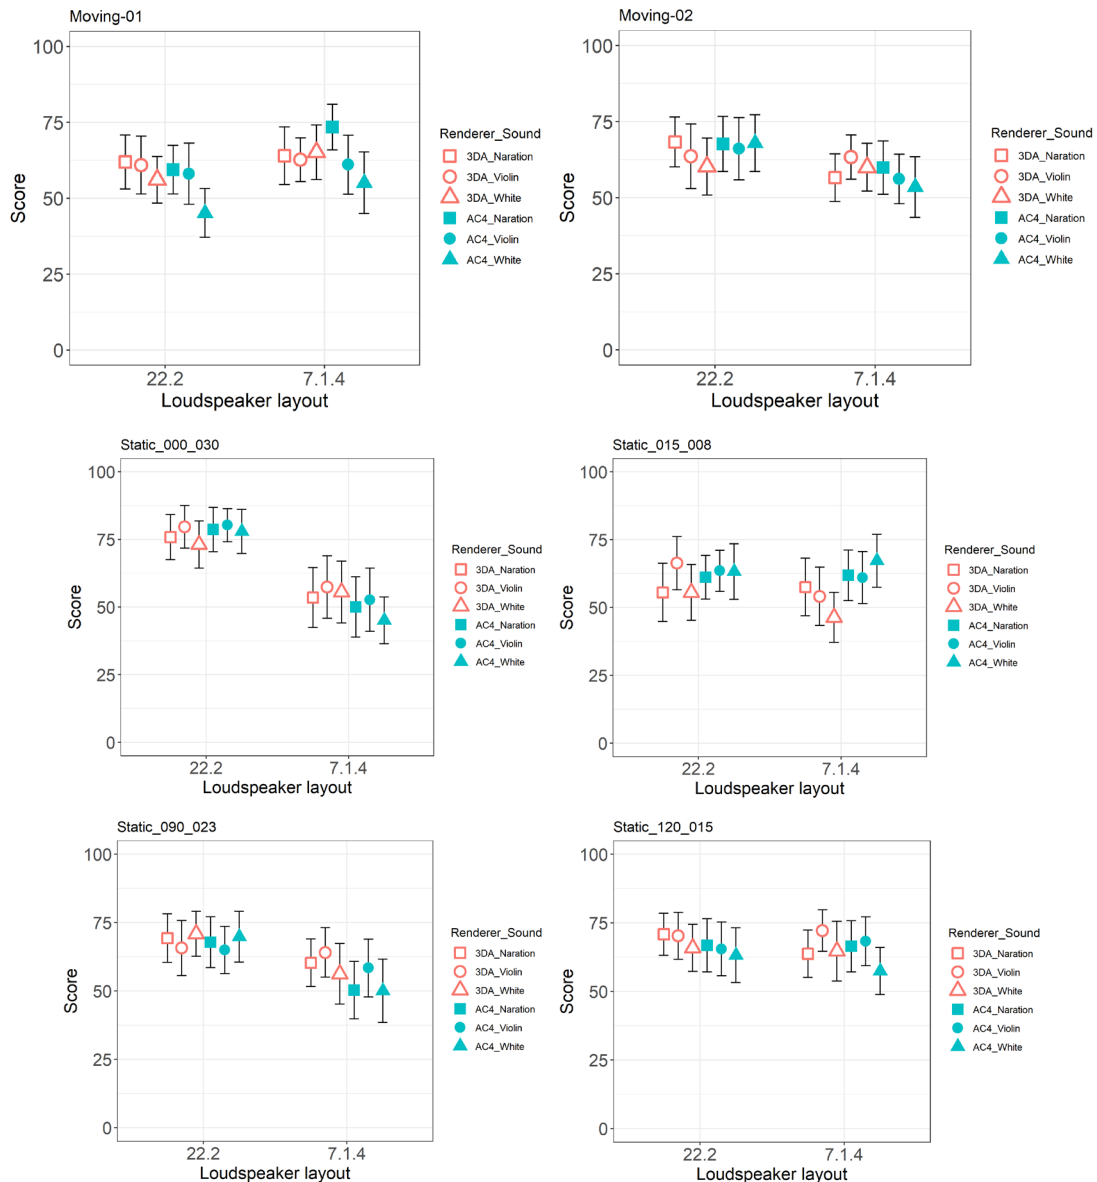 Moving-01
100
75
50
25
0
Score
22.2
7.1.4
Loudspeaker layout
Renderer_Sound
3DA_Naration
3DA_Violin
3DA_White
AC4_Naration
AC4_Violin
AC4_White
Moving-02
100
75
50
25
0
Score
22.2
7.1.4
Loudspeaker layout
Renderer_Sound
3DA_Naration
3DA_Violin
3DA_White
AC4_Naration
AC4_Violin
AC4_White
Static_000_030
100
75
50
25
0
Score
22.2
7.1.4
Loudspeaker layout
Renderer_Sound
3DA_Naration
3DA_Violin
3DA_White
AC4_Naration
AC4_Violin
AC4_White
Static_015_008
100
75
50
25
0
Score
22.2
7.1.4
Loudspeaker layout
Renderer_Sound
3DA_Naration
3DA_Violin
3DA_White
AC4_Naration
AC4_Violin
AC4_White
Static_090_023
100
75
50
25
0
Score
22.2
7.1.4
Loudspeaker layout
Renderer_Sound
3DA_Naration
3DA_Violin
3DA_White
AC4_Naration
AC4_Violin
AC4_White
Static_120_015
100
75
50
25
0
Score
22.2
7.1.4
Loudspeaker layout
Renderer_Sound
3DA_Naration
3DA_Violin
3DA_White
AC4_Naration
AC4_Violin
AC4_White